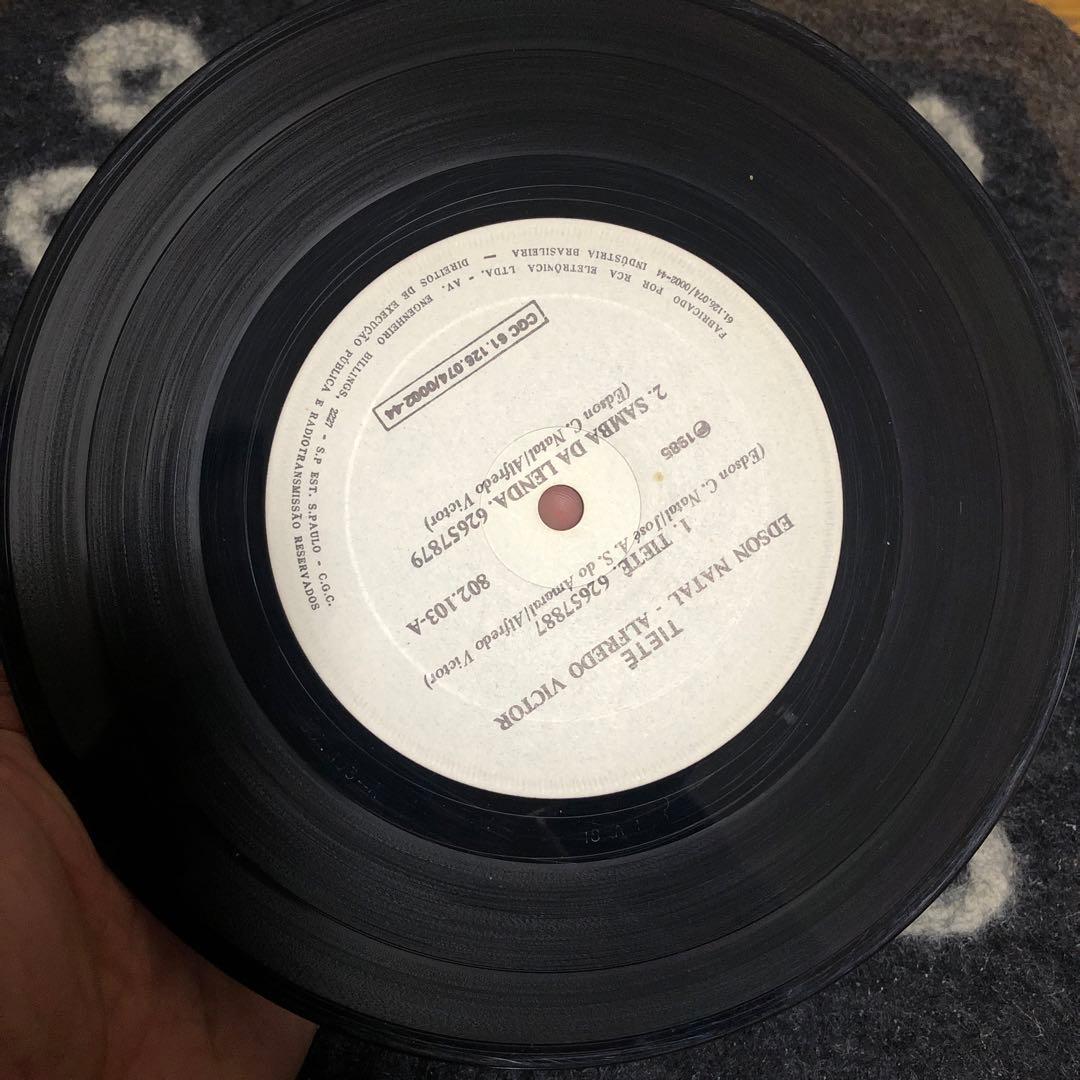 TIETÊ
EDSON NATAL - ALFREDO VICTOR
1. TIETÊ. 62657887
(Edson C. Natal/José A. S. do Amaral/Alfredo Victor)
℗1985
802.103-A
2. SAMBA DA LENDA. 62657879
(Edson C. Natal/Alfredo Victor)
CGC 61.126.074/0002-44
FABRICADO POR RCA ELETRÔNICA LTDA. - AV. ENGENHEIRO BILLINGS, 2227 - S.P EST. S.PAULO - C.G.C.
61.126.074/0002-44 INDÚSTRIA BRASILEIRA — DIREITOS DE EXECUÇÃO PÚBLICA E RADIOTRANSMISSÃO RESERVADOS